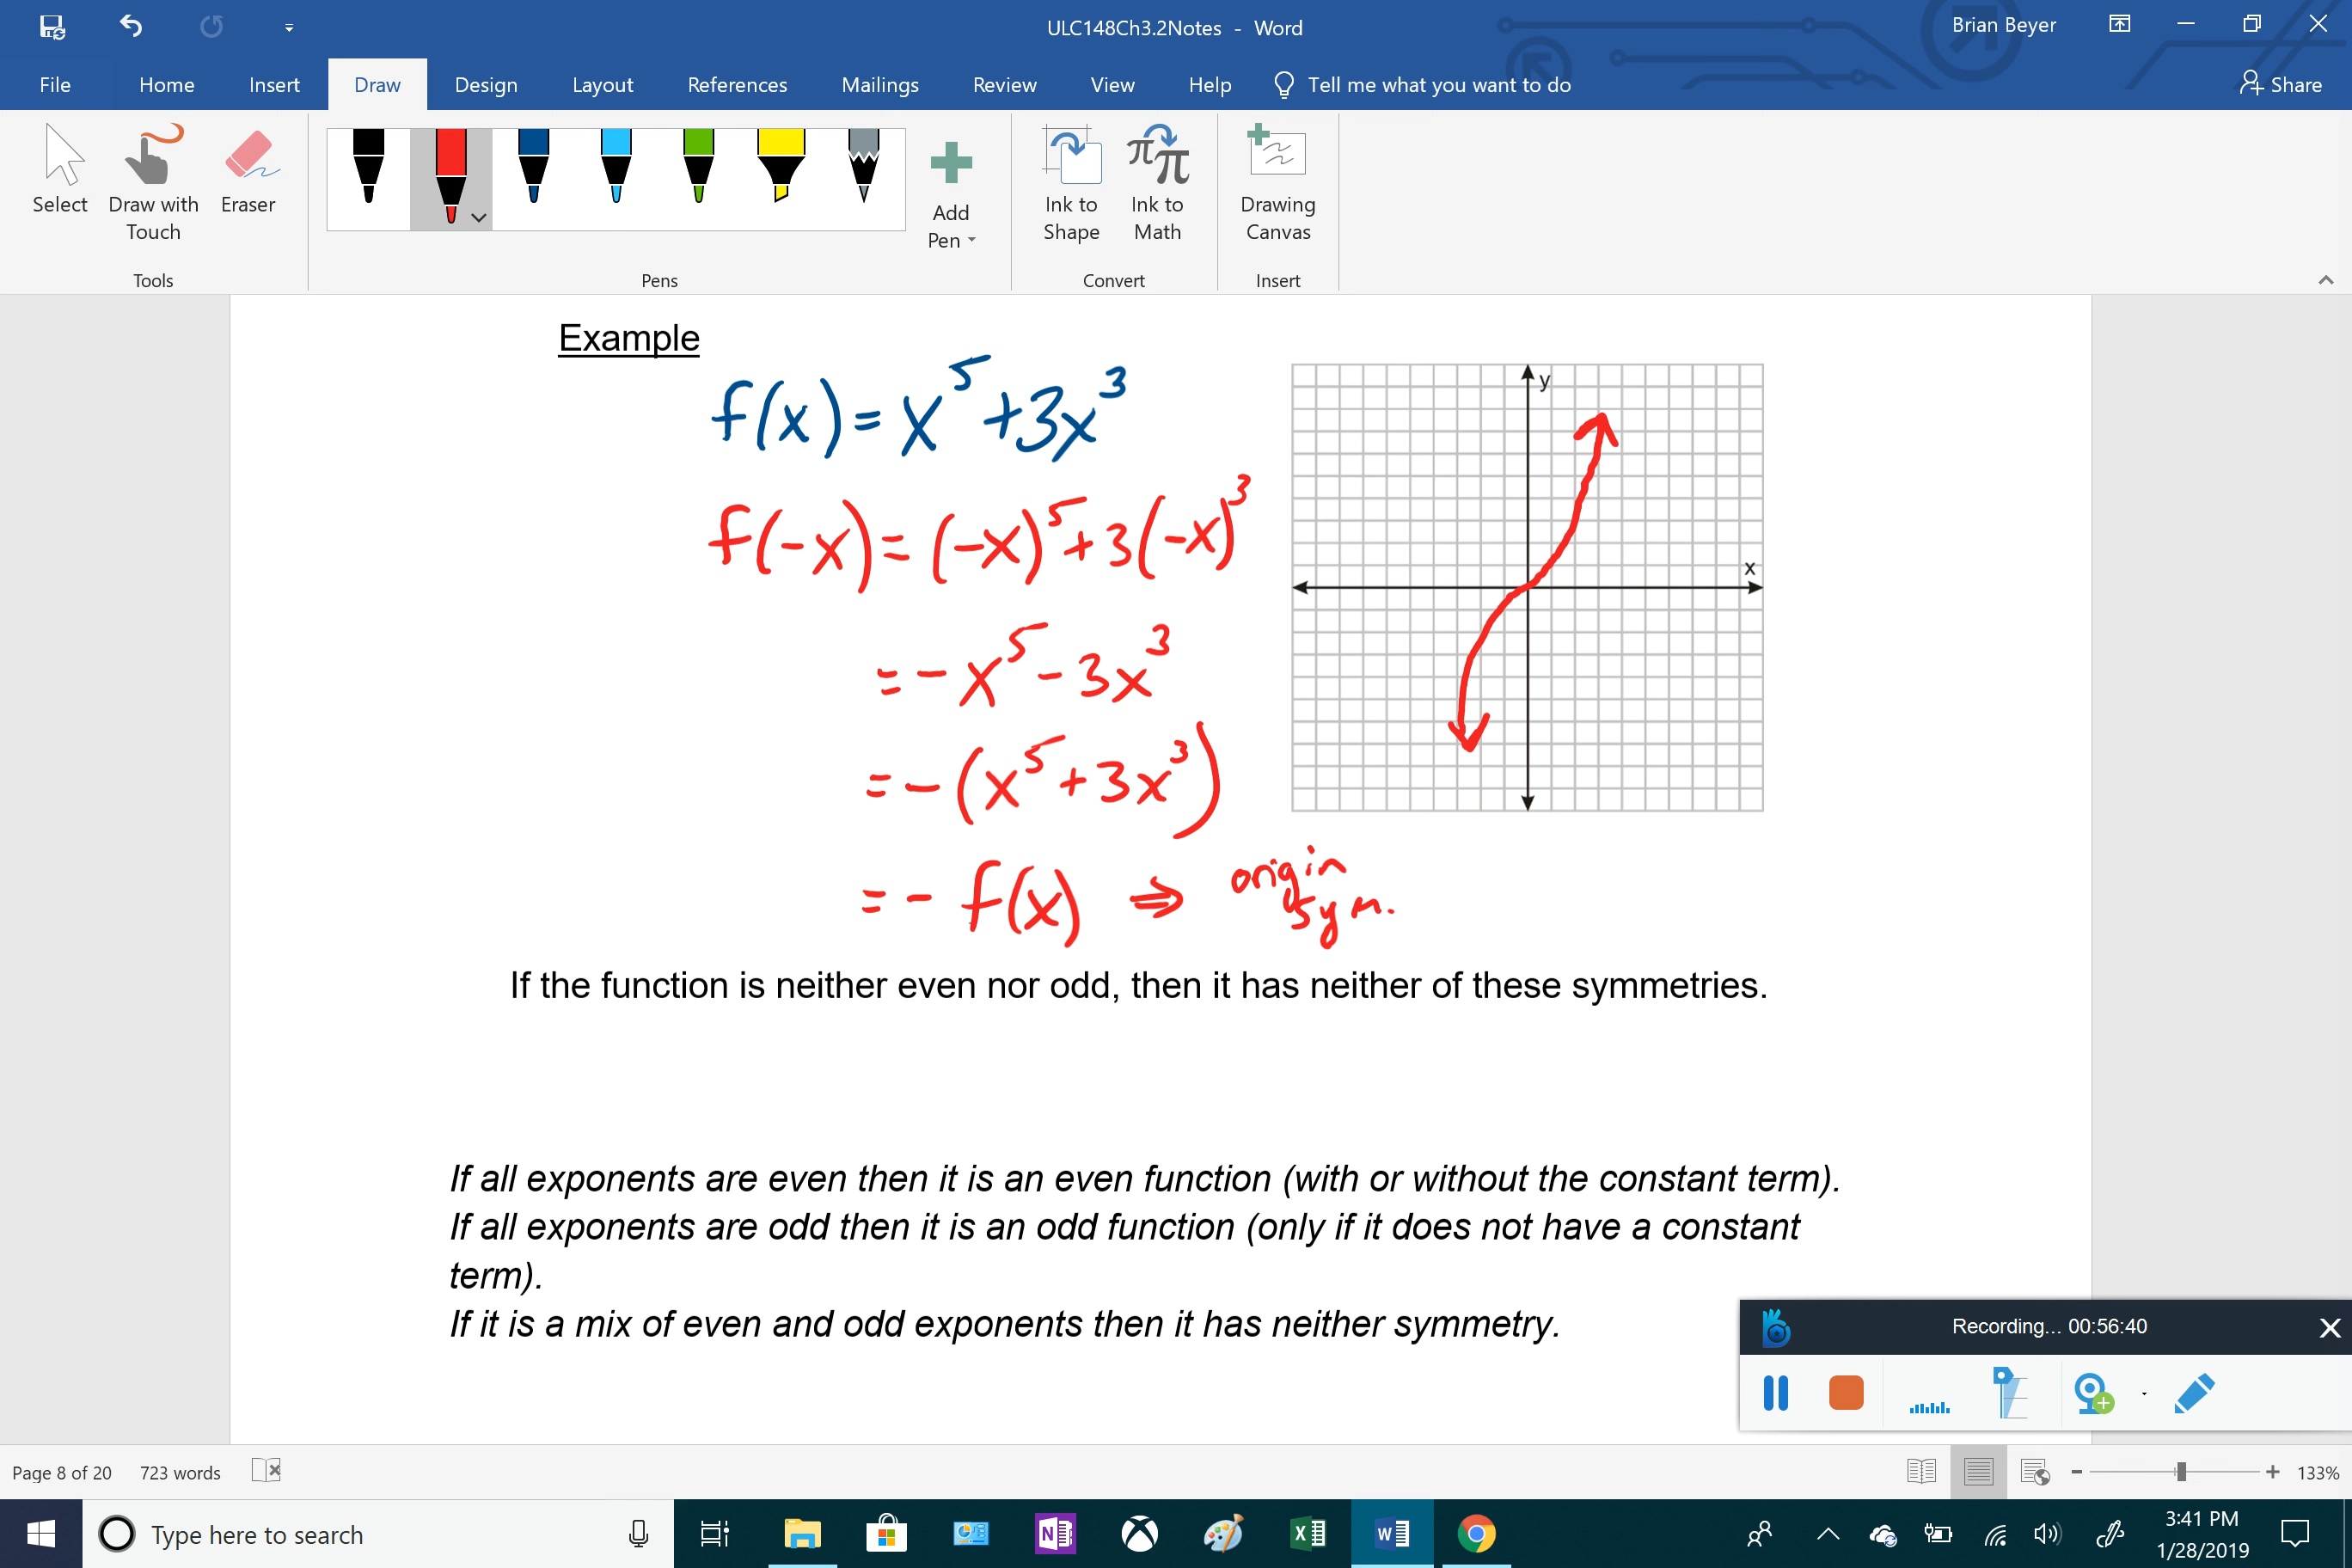 ULC148Ch3.2Notes - Word
Brian Beyer
File Home Insert Draw Design Layout References Mailings Review View Help Tell me what you want to do Share
Select Draw with Touch Eraser Add Pen Ink to Shape Ink to Math Drawing Canvas
Tools Pens Convert Insert
Example
f(x)=x⁵+3x³
f(-x)=(-x)⁵+3(-x)³
=-x⁵-3x³
=-(x⁵+3x³)
=-f(x) ⇒ origin
sym.
y
x
If the function is neither even nor odd, then it has neither of these symmetries.
If all exponents are even then it is an even function (with or without the constant term).
If all exponents are odd then it is an odd function (only if it does not have a constant
term).
If it is a mix of even and odd exponents then it has neither symmetry.
Recording... 00:56:40
Page 8 of 20 723 words 133%
Type here to search
3:41 PM
1/28/2019